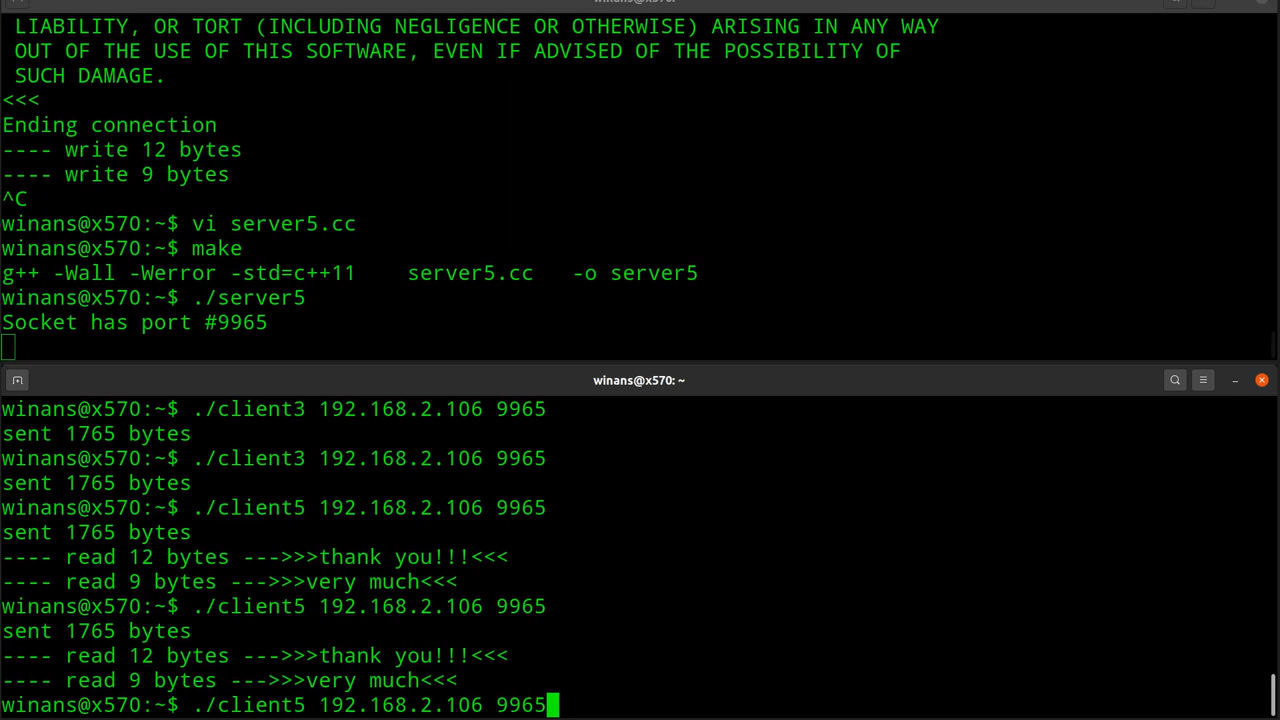 LIABILITY, OR TORT (INCLUDING NEGLIGENCE OR OTHERWISE) ARISING IN ANY WAY
OUT OF THE USE OF THIS SOFTWARE, EVEN IF ADVISED OF THE POSSIBILITY OF
SUCH DAMAGE.
<<<
Ending connection
---- write 12 bytes
---- write 9 bytes
^C
winans@x570:~$ vi server5.cc
winans@x570:~$ make
g++ -Wall -Werror -std=c++11    server5.cc   -o server5
winans@x570:~$ ./server5
Socket has port #9965
winans@x570: ~
winans@x570:~$ ./client3 192.168.2.106 9965
sent 1765 bytes
winans@x570:~$ ./client3 192.168.2.106 9965
sent 1765 bytes
winans@x570:~$ ./client5 192.168.2.106 9965
sent 1765 bytes
---- read 12 bytes --->>>thank you!!!<<<
---- read 9 bytes --->>>very much<<<
winans@x570:~$ ./client5 192.168.2.106 9965
sent 1765 bytes
---- read 12 bytes --->>>thank you!!!<<<
---- read 9 bytes --->>>very much<<<
winans@x570:~$ ./client5 192.168.2.106 9965